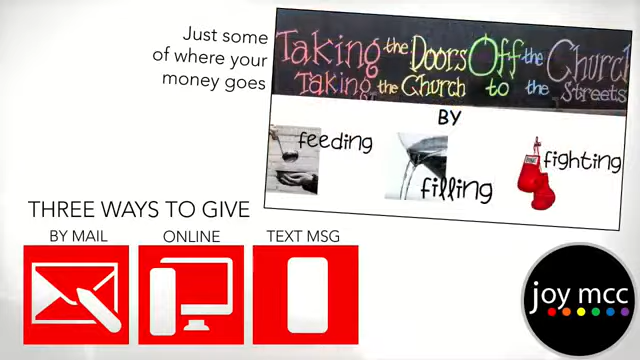 Just some
of where your
money goes
Taking the Doors Off the Church
Taking the Church to the Streets
BY
feeding
filling
fighting
THREE WAYS TO GIVE
BY MAIL
ONLINE
TEXT MSG
joy mcc